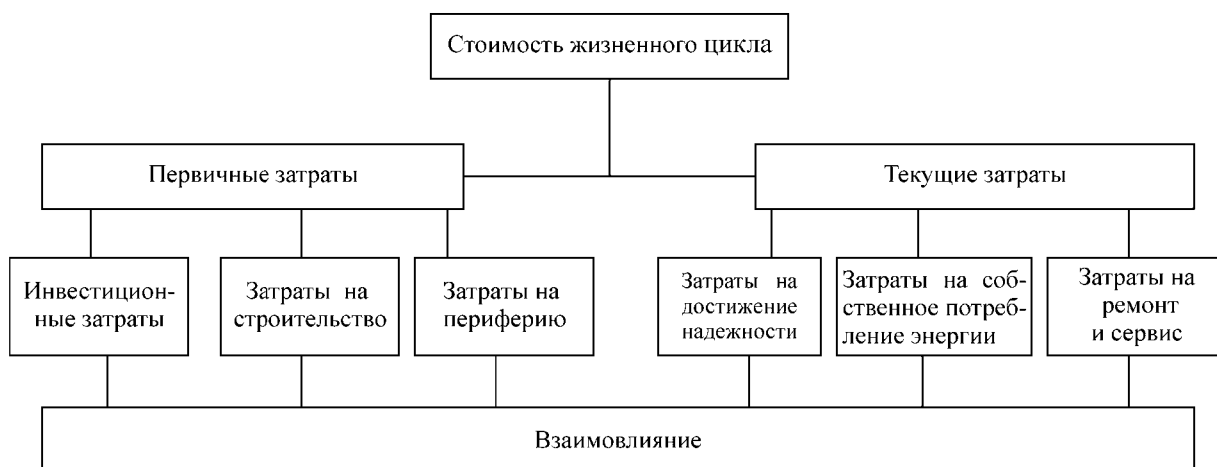 Стоимость жизненного цикла
Первичные затраты
Текущие затраты
Инвестицион-
ные затраты
Затраты на
строительство
Затраты на
периферию
Затраты на
достижение
надежности
Затраты на соб-
ственное потреб-
ление энергии
Затраты на
ремонт
и сервис
Взаимовлияние